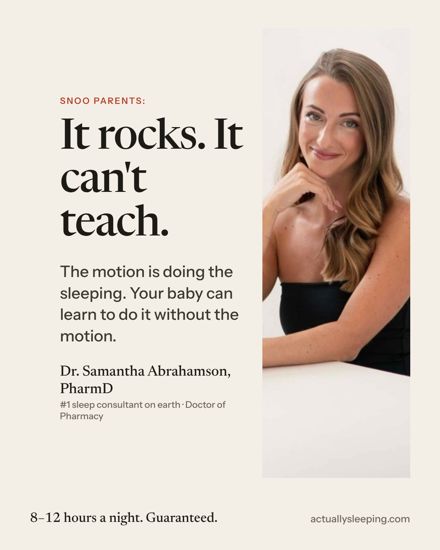 SNOO PARENTS:
It rocks. It
can't
teach.
The motion is doing the
sleeping. Your baby can
learn to do it without the
motion.
Dr. Samantha Abrahamson,
PharmD
#1 sleep consultant on earth · Doctor of
Pharmacy
8–12 hours a night. Guaranteed.
actuallysleeping.com